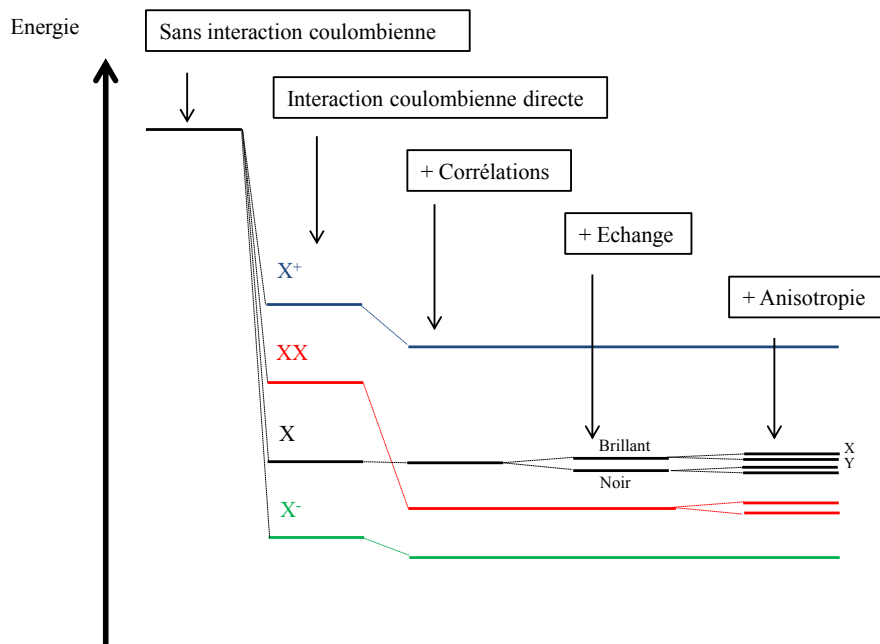 Energie
Sans interaction coulombienne
Interaction coulombienne directe
+ Corrélations
+ Echange
+ Anisotropie
X⁺
XX
X
X⁻
Brillant
Noir
X
Y